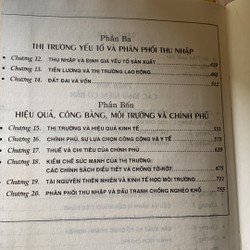 Phần Ba
THỊ TRƯỜNG YẾU TỐ VÀ PHÂN PHỐI THU NHẬP
Chương 12. THU NHẬP VÀ ĐỊNH GIÁ YẾU TỐ SẢN XUẤT
Chương 13. TIỀN LƯƠNG VÀ THỊ TRƯỜNG LAO ĐỘNG
Chương 14. ĐẤT ĐAI VÀ VỐN
Phần Bốn
HIỆU QUẢ, CÔNG BẰNG, MÔI TRƯỜNG VÀ CHÍNH PHỦ
Chương 15. THỊ TRƯỜNG VÀ HIỆU QUẢ KINH TẾ
Chương 16. CHÍNH PHỦ, SỰ LỰA CHỌN CÔNG CỘNG VÀ Y TẾ
Chương 17. THUẾ VÀ CHI TIÊU CỦA CHÍNH PHỦ
Chương 18. KIỀM CHẾ SỨC MẠNH CỦA THỊ TRƯỜNG:
CÁC CHÍNH SÁCH ĐIỀU TIẾT VÀ CHỐNG TỜ-RỚT
Chương 19. TÀI NGUYÊN THIÊN NHIÊN VÀ KINH TẾ HỌC MÔI TRƯỜNG
Chương 20. PHÂN PHỐI THU NHẬP VÀ ĐẤU TRANH CHỐNG NGHÈO KHỔ